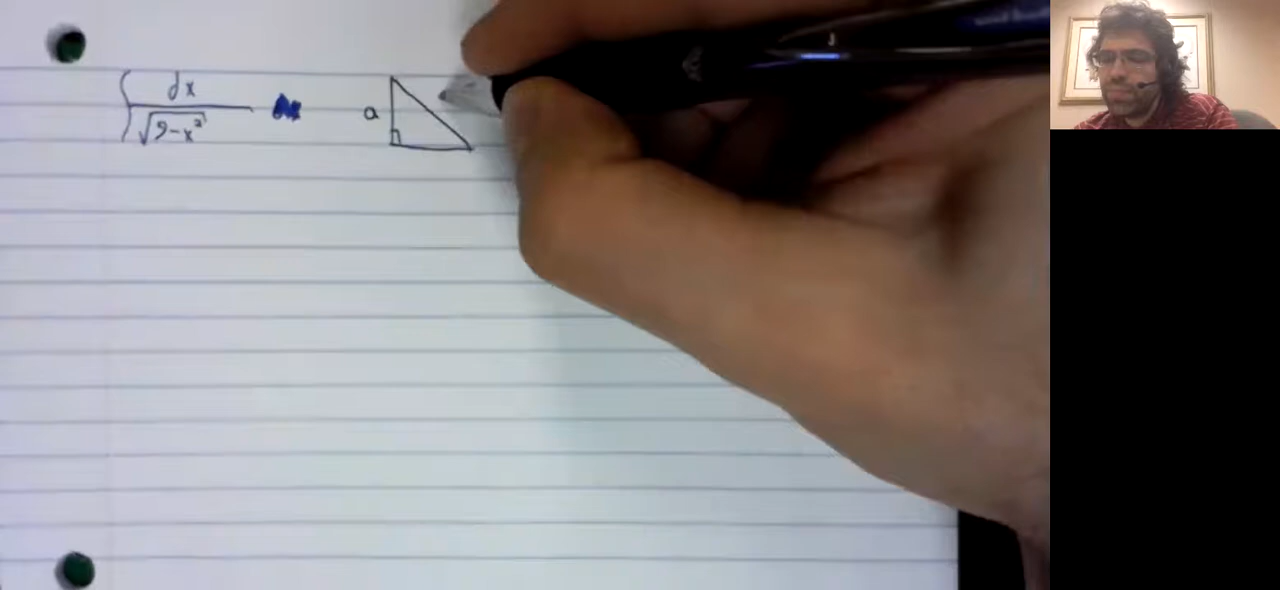 ∫ dx / √9-x²
a